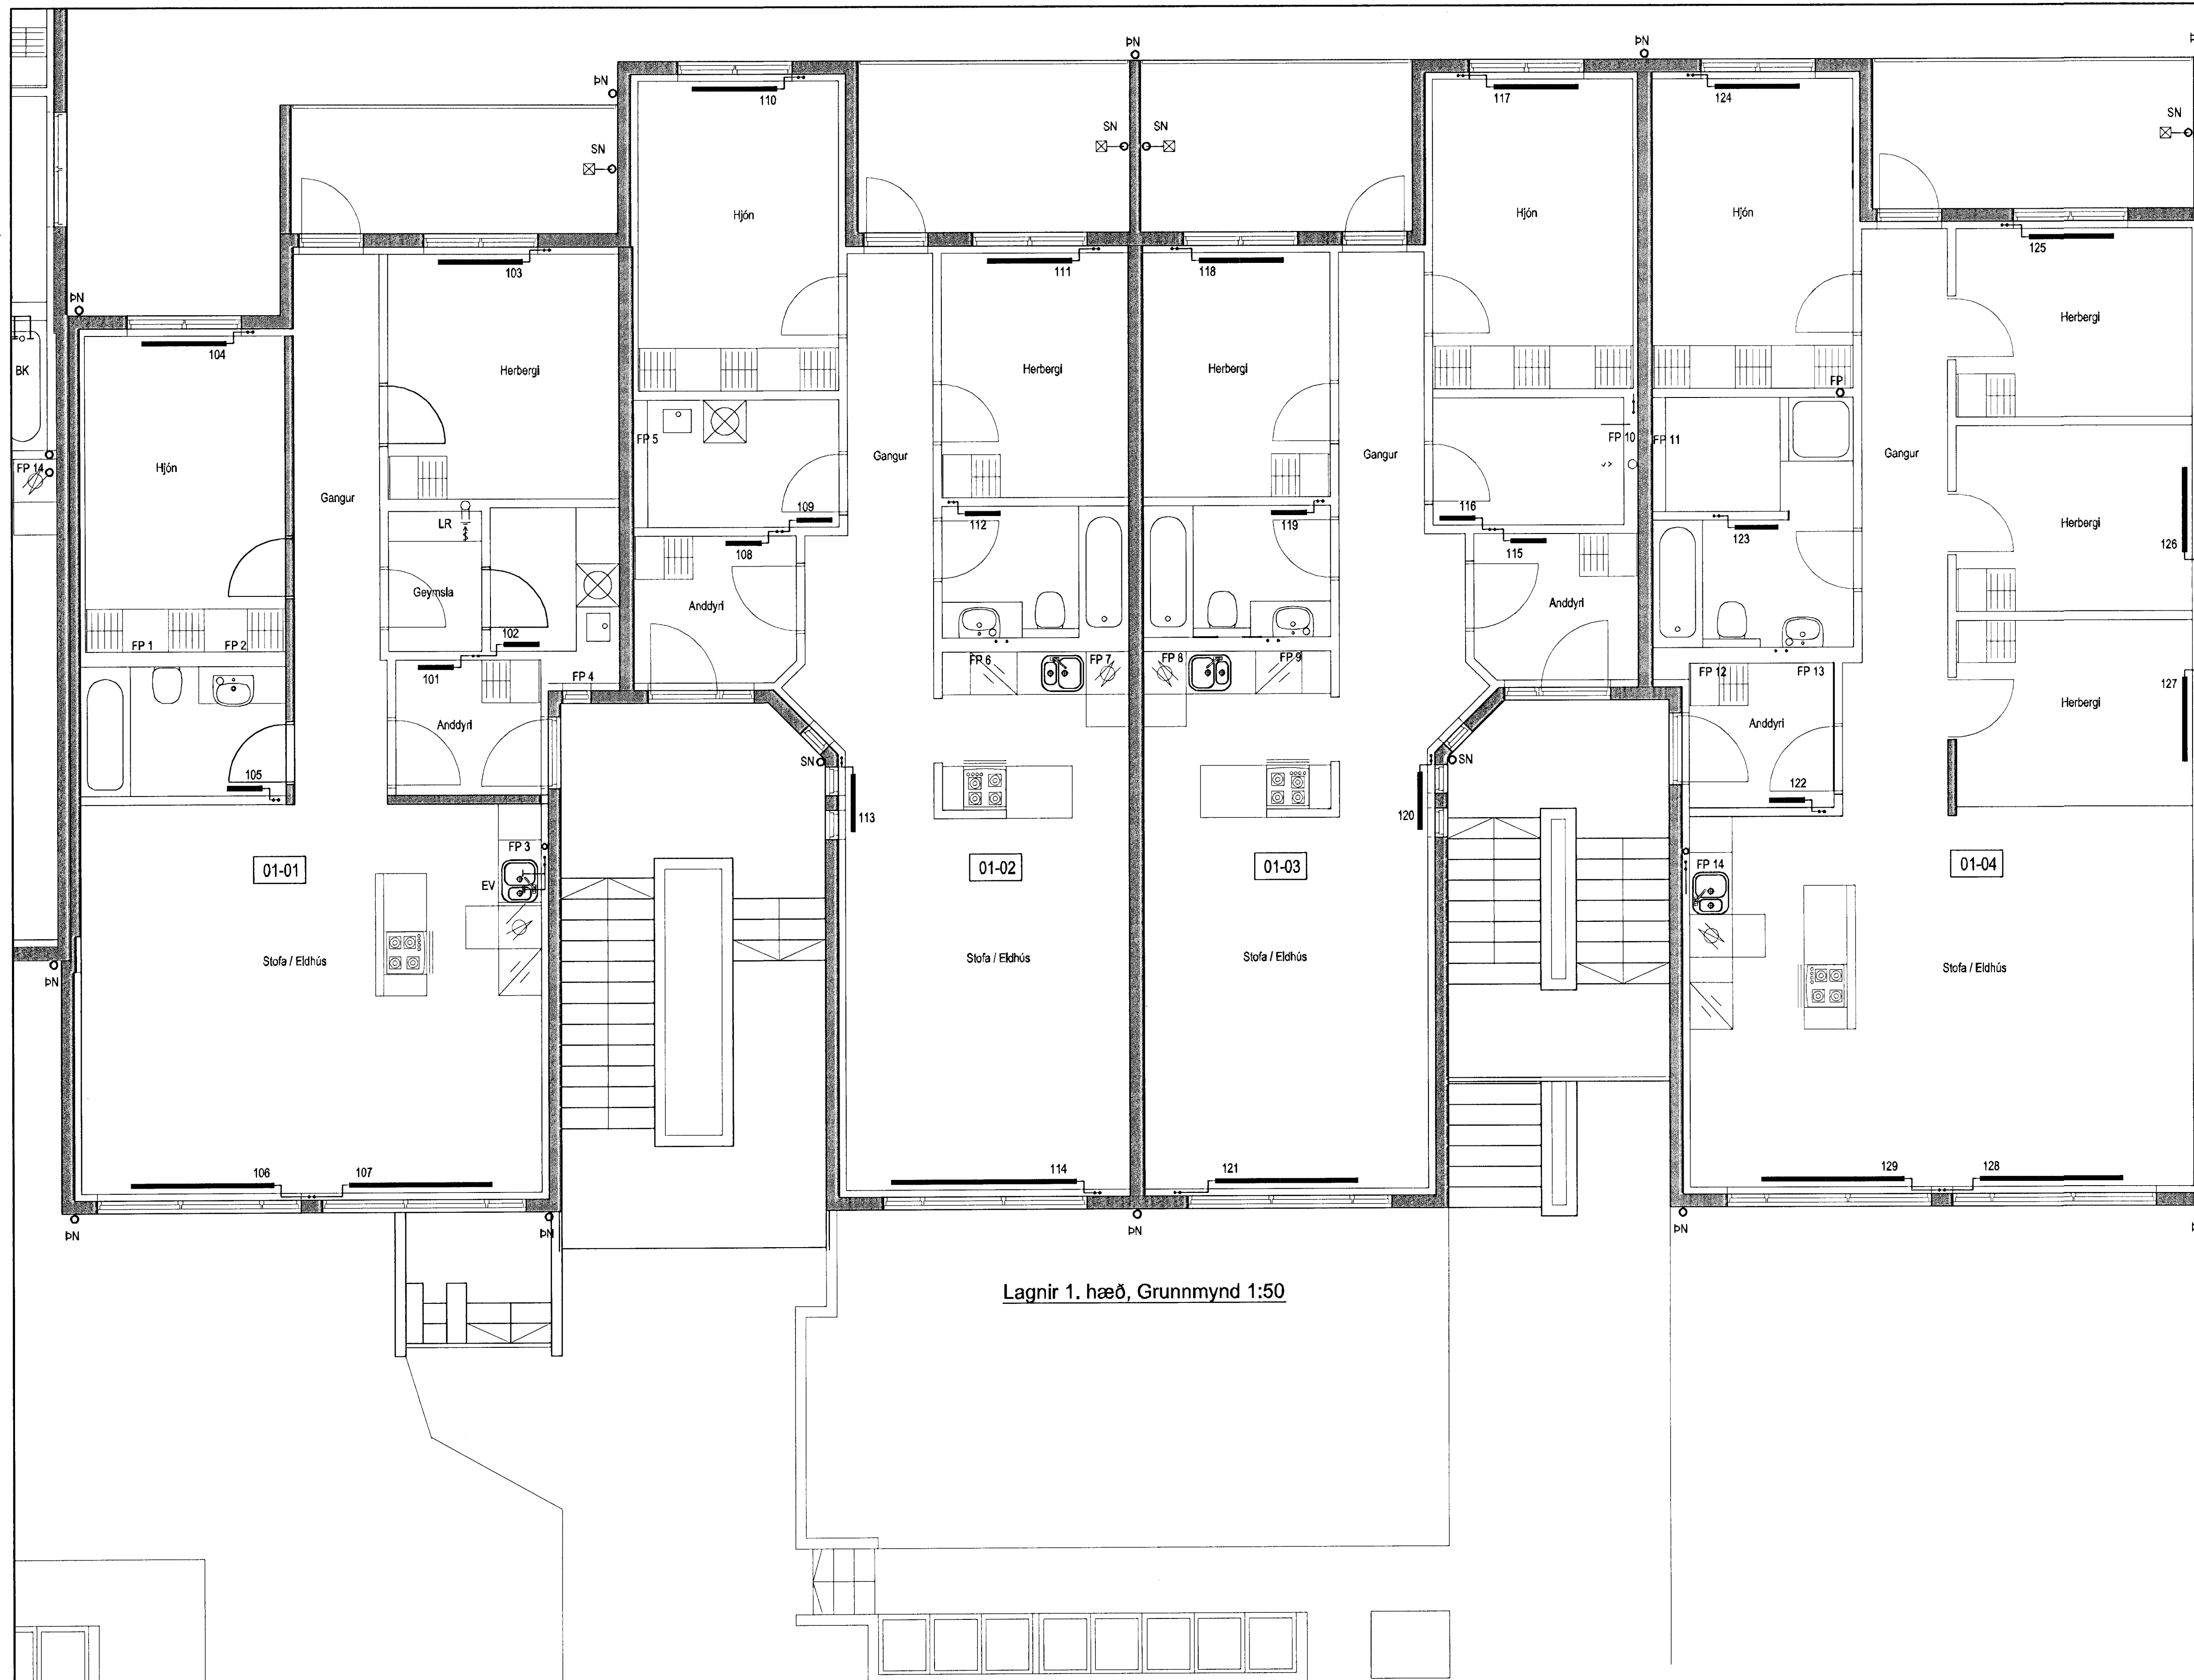 ÞN
ÞN
ÞN
110
117
124
SN
SN
SN
SN
Hjón
Hjón
Hjón
125
103
111
118
ÞN
Herbergi
104
BK
Herbergi
Herbergi
Herbergi
FP
FP 5
FP 10
FP 11
FP 14
Hjón
Gangur
Gangur
Gangur
Gangur
109
112
119
116
LR
108
115
123
Herbergi
126
Geymsla
Anddyri
Anddyri
102
FP 1
FP 2
101
FP 4
FP 6
FP 7
FP 8
FP 9
FP 12
FP 13
127
Herbergi
Anddyri
Anddyri
SN
SN
105
113
120
122
FP 3
EV
FP 14
01-01
01-02
01-03
01-04
Stofa / Eldhús
Stofa / Eldhús
Stofa / Eldhús
Stofa / Eldhús
ÞN
106
107
114
121
129
128
ÞN
ÞN
ÞN
ÞN
Lagnir 1. hæð, Grunnmynd 1:50